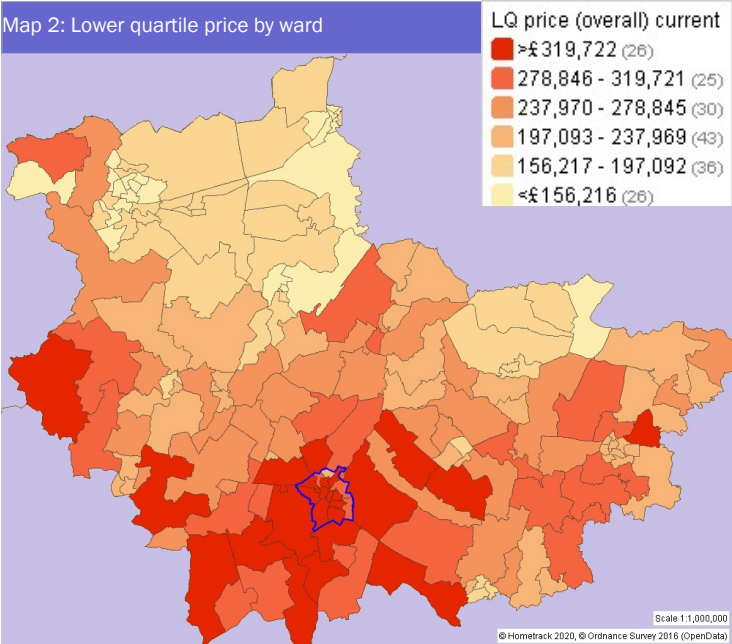 Map 2: Lower quartile price by ward
LQ price (overall) current
>£319,722 (26)
278,846 - 319,721 (25)
237,970 - 278,845 (30)
197,093 - 237,969 (43)
156,217 - 197,092 (36)
<£156,216 (26)
Scale 1:1,000,000
© Hometrack 2020, © Ordnance Survey 2016 (OpenData)